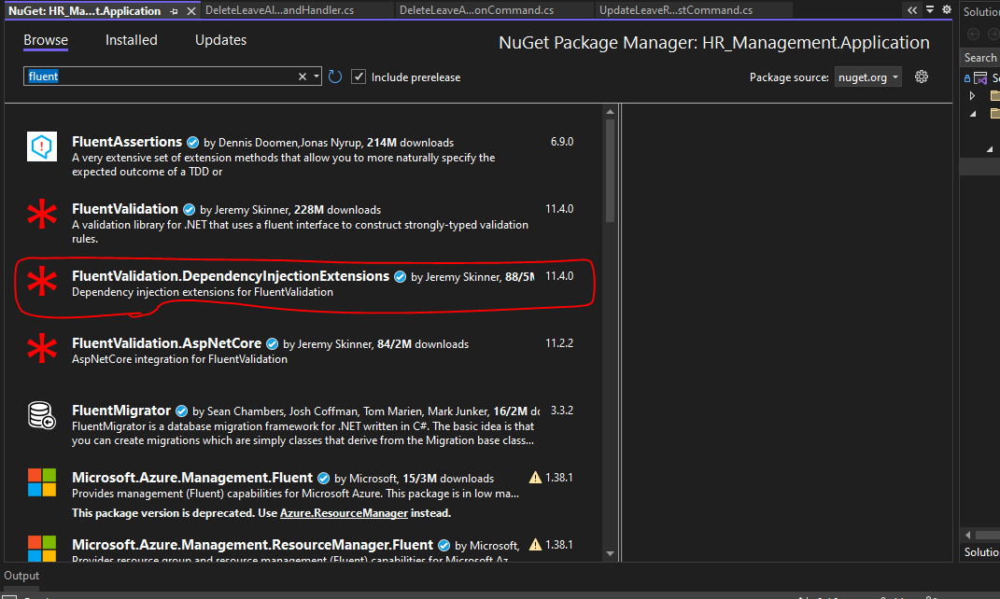 NuGet: HR_Ma...t.Application
DeleteLeaveAl...andHandler.cs
DeleteLeaveA...onCommand.cs
UpdateLeaveR...stCommand.cs
Solutio
Browse
Installed
Updates
NuGet Package Manager: HR_Management.Application
Search
fluent
Include prerelease
Package source:
nuget.org
FluentAssertions by Dennis Doomen,Jonas Nyrup, 214M downloads
6.9.0
A very extensive set of extension methods that allow you to more naturally specify the
expected outcome of a TDD or
FluentValidation by Jeremy Skinner, 228M downloads
11.4.0
A validation library for .NET that uses a fluent interface to construct strongly-typed validation
rules.
FluentValidation.DependencyInjectionExtensions by Jeremy Skinner, 88/5M
11.4.0
Dependency injection extensions for FluentValidation
FluentValidation.AspNetCore by Jeremy Skinner, 84/2M downloads
11.2.2
AspNetCore integration for FluentValidation
FluentMigrator by Sean Chambers, Josh Coffman, Tom Marien, Mark Junker, 16/2M do
3.3.2
FluentMigrator is a database migration framework for .NET written in C#. The basic idea is that
you can create migrations which are simply classes that derive from the Migration base class...
Microsoft.Azure.Management.Fluent by Microsoft, 15/3M downloads
1.38.1
Provides management (Fluent) capabilities for Microsoft Azure. This package is in low ma...
This package version is deprecated. Use Azure.ResourceManager instead.
Microsoft.Azure.Management.ResourceManager.Fluent by Microsoft,
1.38.1
Provides resource group and resource management (Fluent) capabilities for Microsoft Az
Solutio
Output